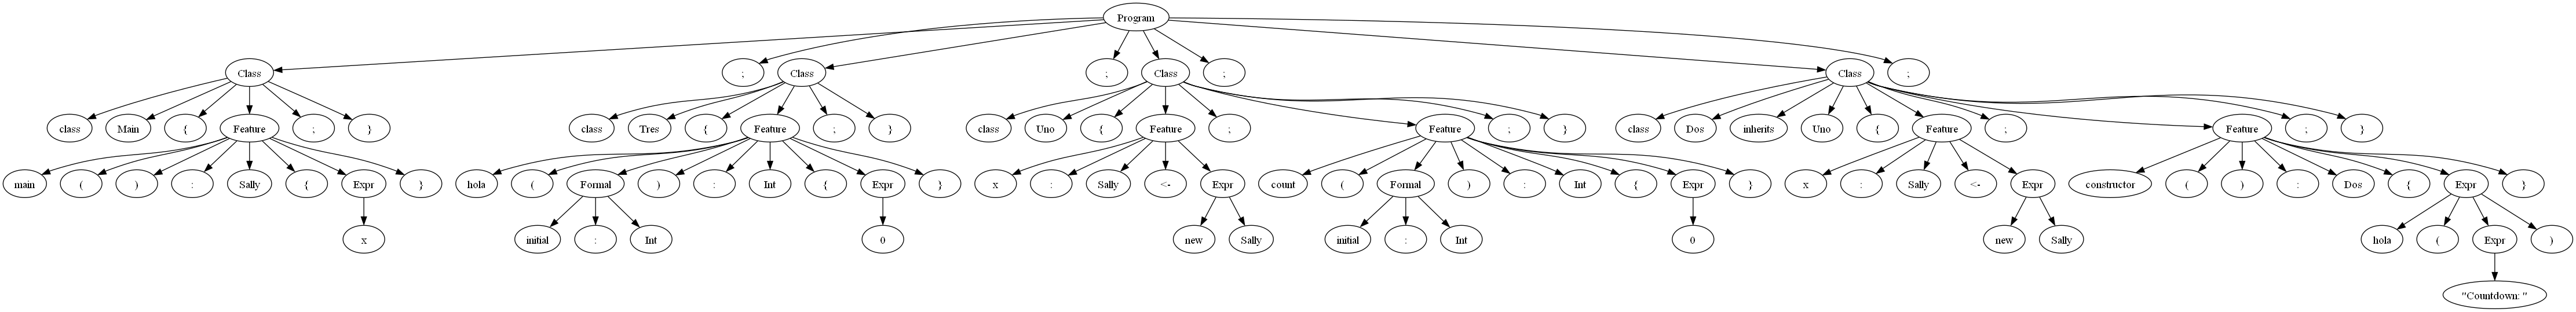 Program
Class ; Class ; Class ; Class ;
class Main { Feature ; } class Tres { Feature ; } class Uno { Feature ; Feature ; } class Dos inherits Uno { Feature ; Feature ; }
main ( ) : Sally { Expr } hola ( Formal ) : Int { Expr } x : Sally <- Expr count ( Formal ) : Int { Expr } x : Sally <- Expr constructor ( ) : Dos { Expr }
x initial : Int 0 new Sally initial : Int 0 new Sally hola ( Expr )
"Countdown: "